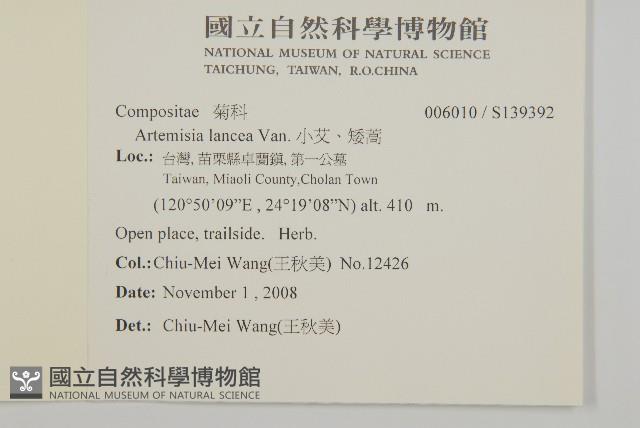 國立自然科學博物館
NATIONAL MUSEUM OF NATURAL SCIENCE
TAICHUNG, TAIWAN, R.O.CHINA
Compositae 菊科 006010 / S139392
Artemisia lancea Van. 小艾、矮蒿
Loc.: 台灣, 苗栗縣卓蘭鎮, 第一公墓
Taiwan, Miaoli County,Cholan Town
(120°50'09”E , 24°19'08”N) alt. 410 m.
Open place, trailside. Herb.
Col.:Chiu-Mei Wang(王秋美) No.12426
Date: November 1 , 2008
Det.: Chiu-Mei Wang(王秋美)
國立自然科學博物館
NATIONAL MUSEUM OF NATURAL SCIENCE